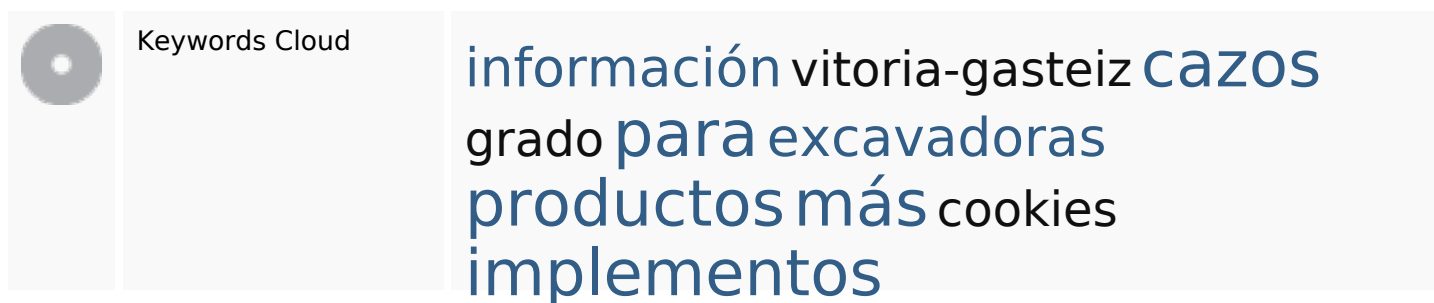 Keywords Cloud
información vitoria-gasteiz cazos
grado para excavadoras
productos más cookies
implementos